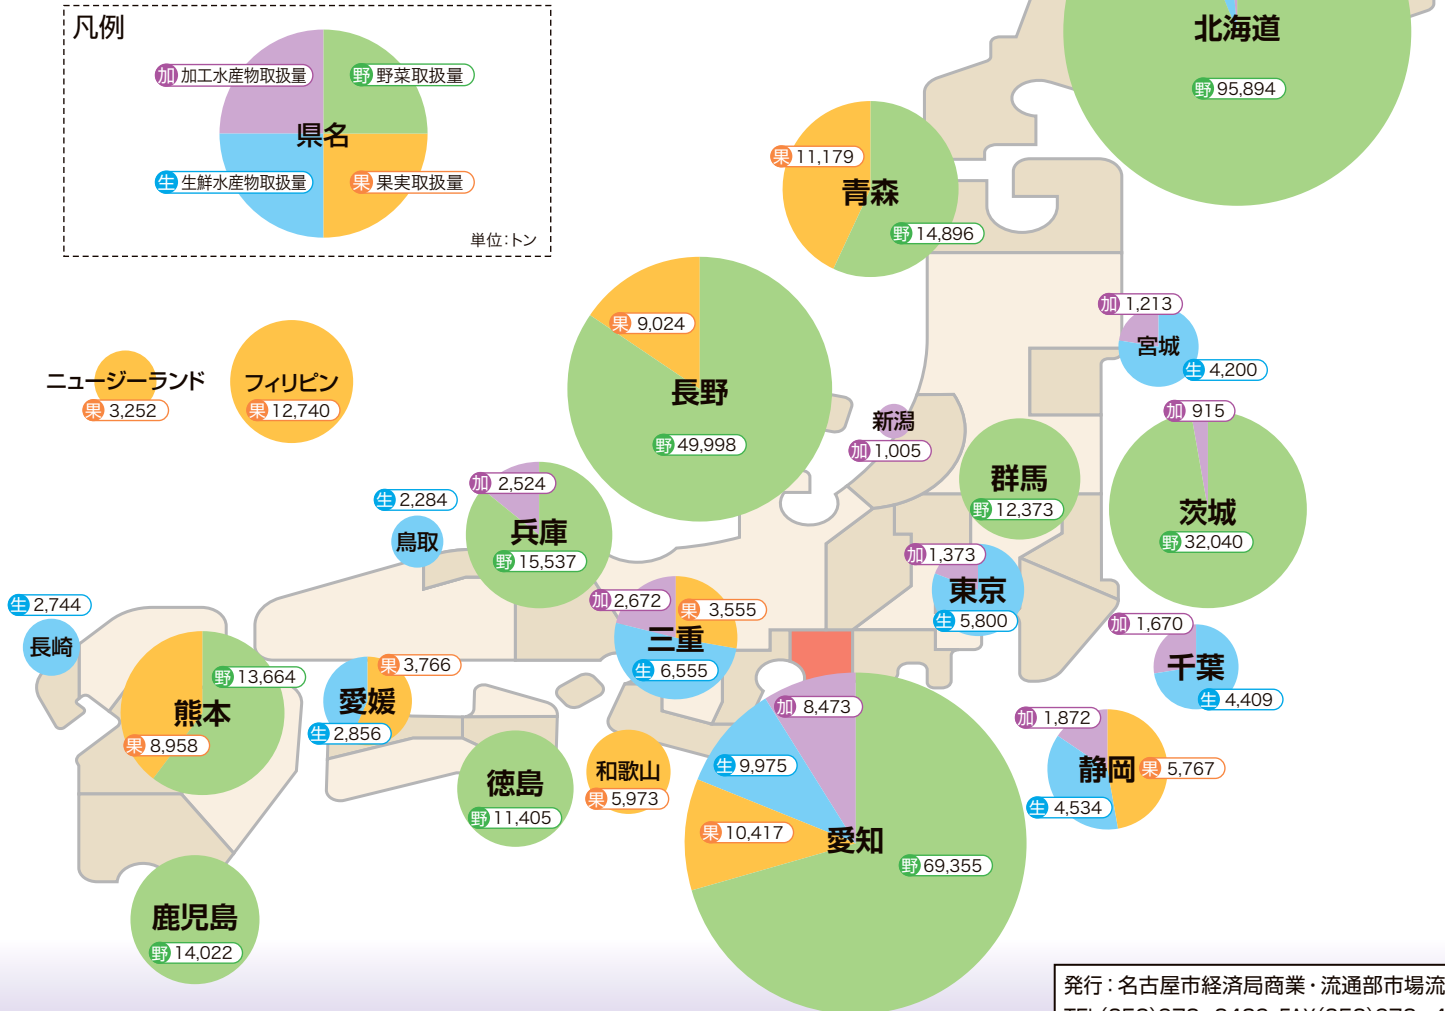 凡例
加 加工水産物取扱量
野 野菜取扱量
県名
生 生鮮水産物取扱量
果 果実取扱量
単位：トン
北海道
野 95,894
果 11,179
青森
野 14,896
果 9,024
長野
野 49,998
加 1,213
宮城
生 4,200
ニュージーランド
果 3,252
フィリピン
果 12,740
新潟
加 1,005
群馬
野 12,373
加 915
茨城
野 32,040
生 2,284
鳥取
加 2,524
兵庫
野 15,537
加 1,373
東京
生 5,800
加 2,672
果 3,555
三重
生 6,555
生 2,744
長崎
加 1,670
千葉
生 4,409
野 13,664
熊本
果 8,958
果 3,766
愛媛
生 2,856
徳島
野 11,405
和歌山
果 5,973
加 8,473
生 9,975
果 10,417
愛知
野 69,355
加 1,872
静岡
果 5,767
生 4,534
鹿児島
野 14,022
発行：名古屋市経済局商業・流通部市場流